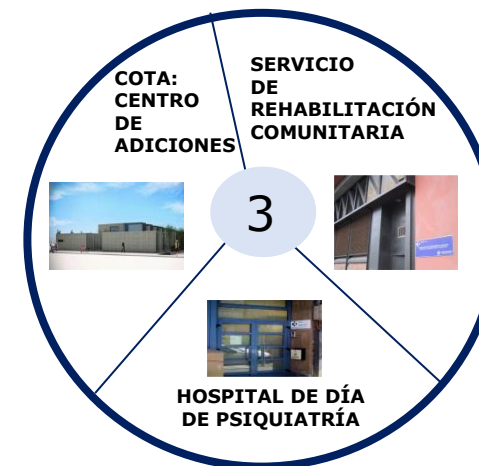 COTA:
CENTRO
DE
ADICIONES
SERVICIO
DE
REHABILITACIÓN
COMUNITARIA
3
HOSPITAL DE DÍA
DE PSIQUIATRÍA